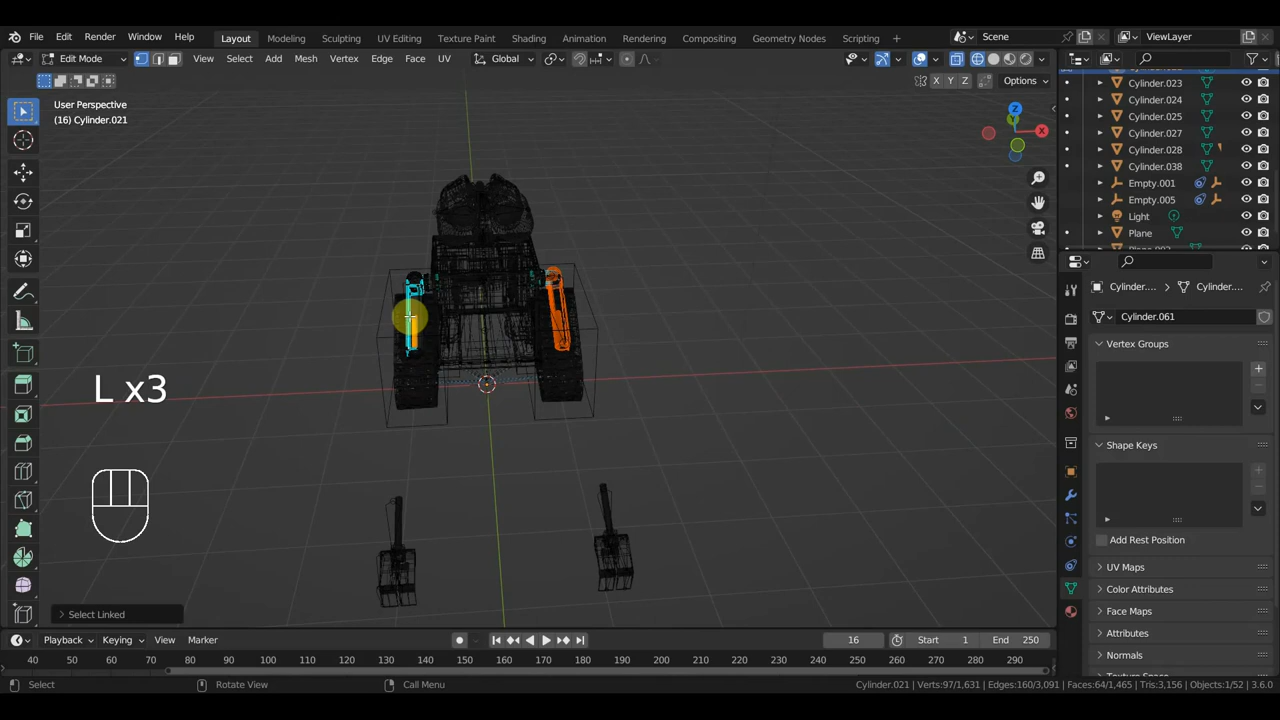 File Edit Render Window Help Layout Modeling Sculpting UV Editing Texture Paint Shading Animation Rendering Compositing Geometry Nodes Scripting + Scene ViewLayer
Edit Mode View Select Add Mesh Vertex Edge Face UV Global
X Y Z Options
User Perspective
(16) Cylinder.021
Z
Y
X
Cylinder.023
Cylinder.024
Cylinder.025
Cylinder.027
Cylinder.028
Cylinder.038
Empty.001
Empty.005
Light
Plane
Cylinder.... Cylinder....
Cylinder.061
Vertex Groups
Shape Keys
Add Rest Position
UV Maps
Color Attributes
Face Maps
Attributes
Normals
L x3
Select Linked
Playback Keying View Marker 16 Start 1 End 250
40 50 60 70 80 90 100 110 120 130 140 150 160 170 180 190 200 210 220 230 240 250 260 270 280 290
Select Rotate View Call Menu Cylinder.021 | Verts:97/1,631 | Edges:160/3,091 | Faces:64/1,465 | Tris:3,156 | Objects:1/52 | 3.6.0